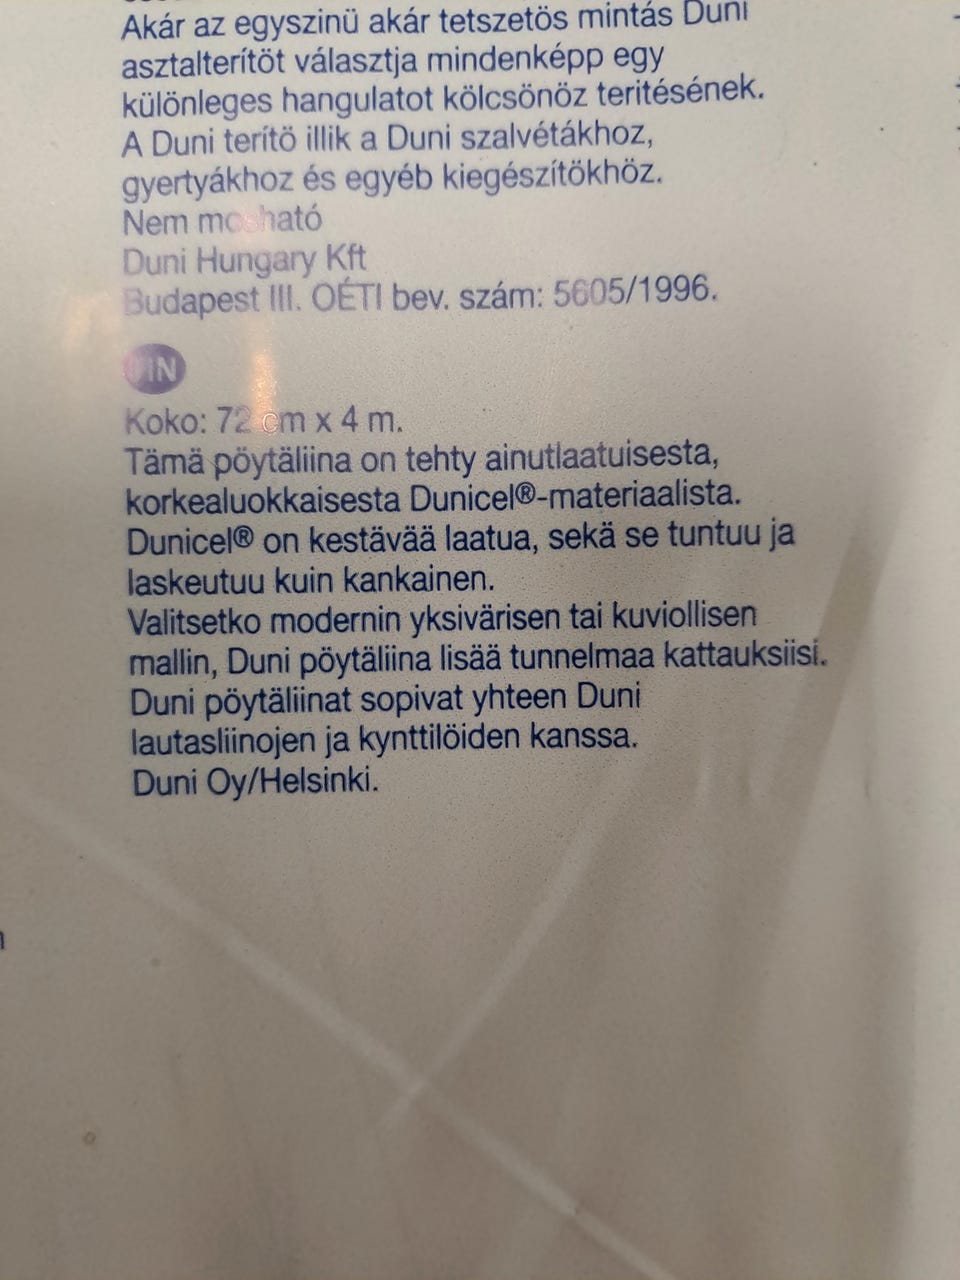 Akár az egyszinü akár tetszetös mintás Duni
asztalterítöt választja mindenképp egy
különleges hangulatot kölcsönöz teritésének.
A Duni terítö illik a Duni szalvétákhoz,
gyertyákhoz és egyéb kiegészítökhöz.
Nem mosható
Duni Hungary Kft
Budapest III. OÉTI bev. szám: 5605/1996.
FIN
Koko: 72 cm x 4 m.
Tämä pöytäliina on tehty ainutlaatuisesta,
korkealuokkaisesta Dunicel®-materiaalista.
Dunicel® on kestävää laatua, sekä se tuntuu ja
laskeutuu kuin kankainen.
Valitsetko modernin yksivärisen tai kuviollisen
mallin, Duni pöytäliina lisää tunnelmaa kattauksiisi.
Duni pöytäliinat sopivat yhteen Duni
lautasliinojen ja kynttilöiden kanssa.
Duni Oy/Helsinki.